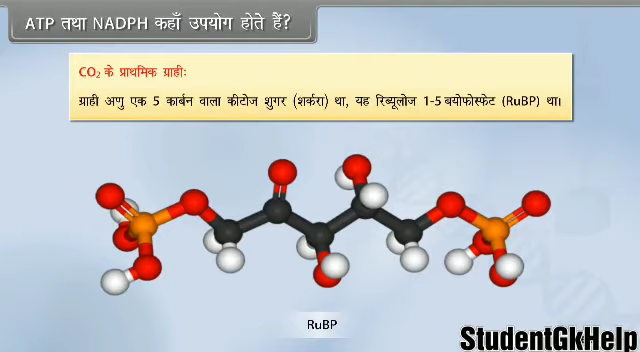 ATP तथा NADPH कहाँ उपयोग होते हैं?
CO₂ के प्राथमिक ग्राही:
ग्राही अणु एक 5 कार्बन वाला कीटोज शुगर (शर्करा) था, यह रिब्यूलोज 1-5 बायोफोस्फेट (RuBP) था।
RuBP
StudentGkHelp